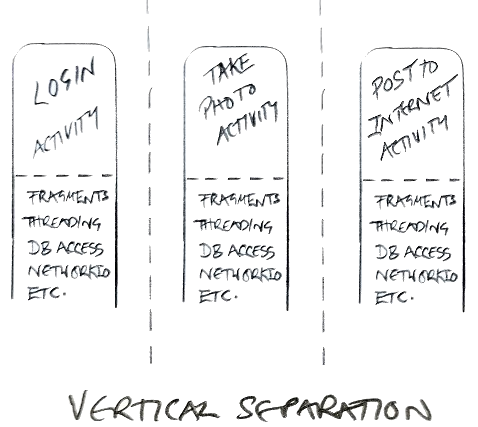 LOGIN
ACTIVITY
FRAGMENTS
THREADING
DB ACCESS
NETWORKIO
ETC.
TAKE
PHOTO
ACTIVITY
FRAGMENTS
THREADING
DB ACCESS
NETWORKIO
ETC.
POST TO
INTERNET
ACTIVITY
FRAGMENTS
THREADING
DB ACCESS
NETWORKIO
ETC.
VERTICAL SEPARATION